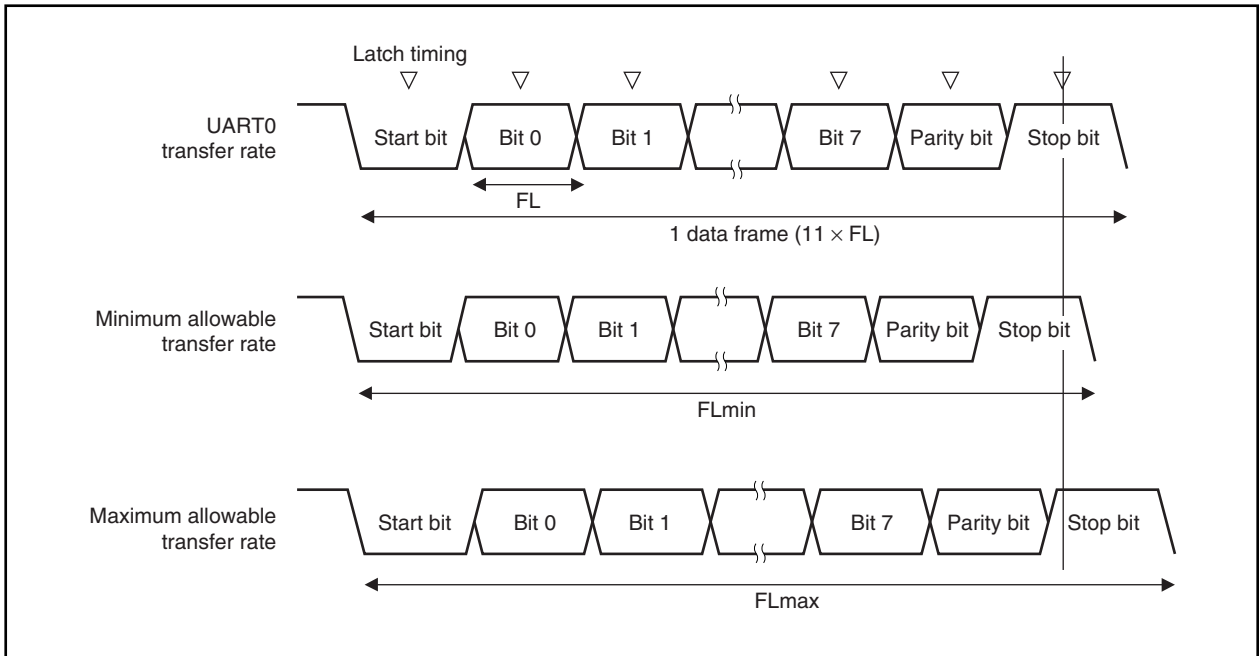 Latch timing
UART0
transfer rate
Start bit
Bit 0
Bit 1
Bit 7
Parity bit
Stop bit
FL
1 data frame (11 × FL)
Minimum allowable
transfer rate
Start bit
Bit 0
Bit 1
Bit 7
Parity bit
Stop bit
FLmin
Maximum allowable
transfer rate
Start bit
Bit 0
Bit 1
Bit 7
Parity bit
Stop bit
FLmax